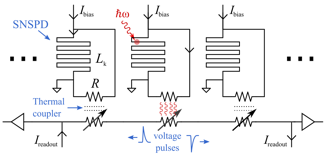 I_bias
ħω
I_bias
I_bias
SNSPD
L_k
R
Thermal
coupler
I_readout
voltage
pulses
I_readout